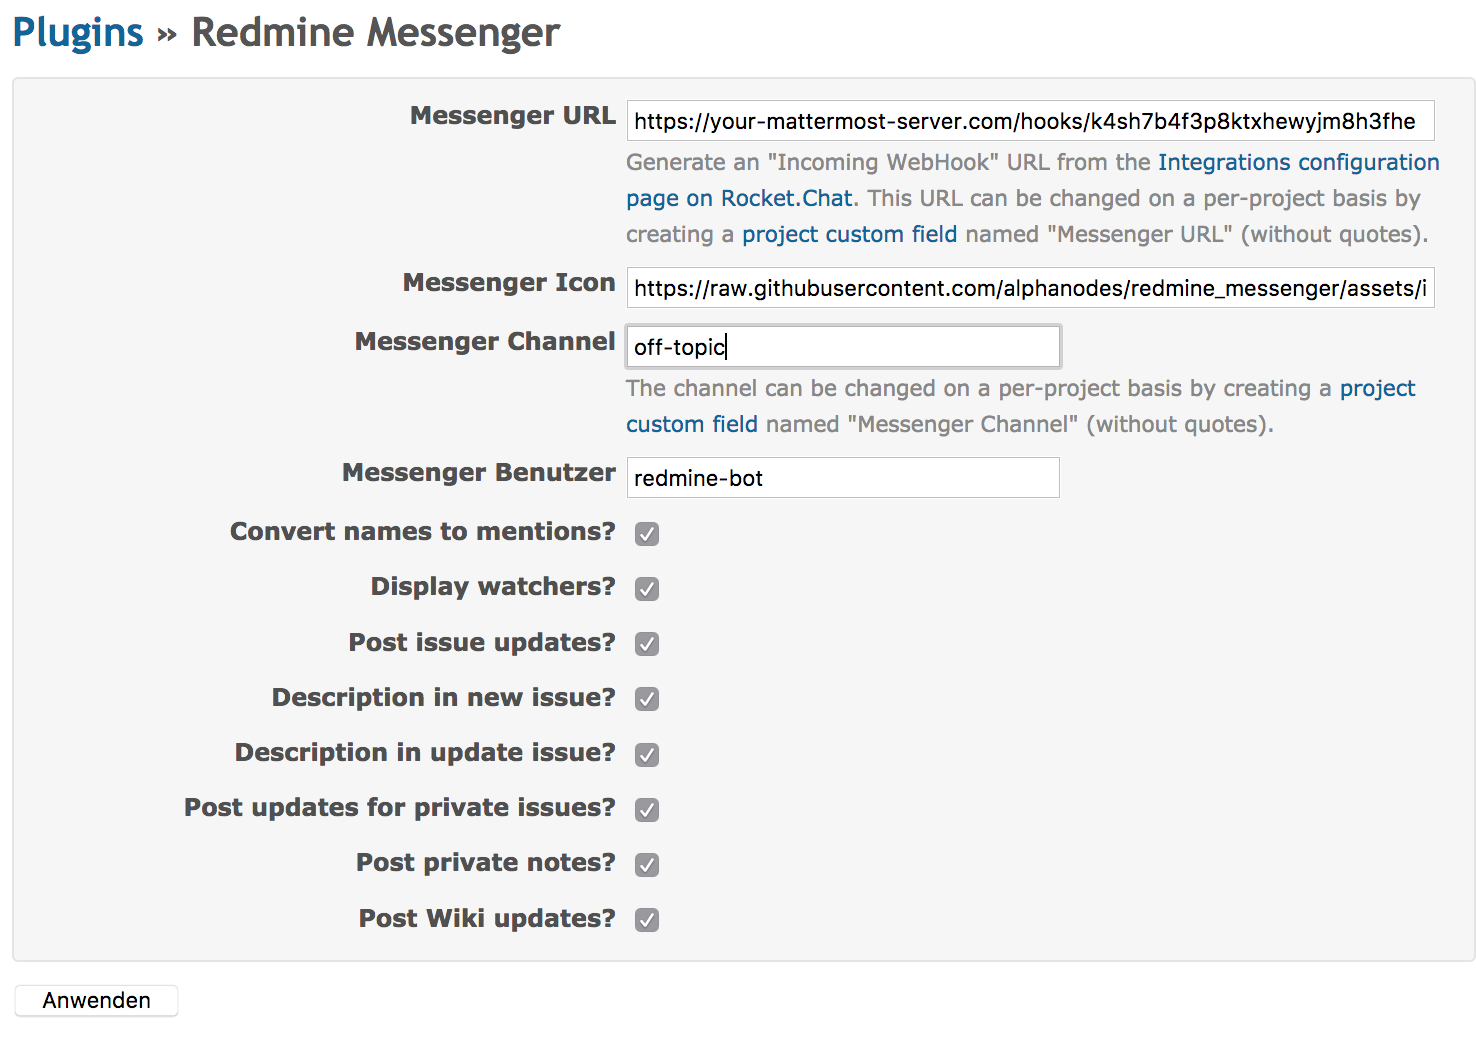 Plugins » Redmine Messenger
Messenger URL https://your-mattermost-server.com/hooks/k4sh7b4f3p8ktxhewyjm8h3fhe
Generate an "Incoming WebHook" URL from the Integrations configuration
page on Rocket.Chat. This URL can be changed on a per-project basis by
creating a project custom field named "Messenger URL" (without quotes).
Messenger Icon https://raw.githubusercontent.com/alphanodes/redmine_messenger/assets/i
Messenger Channel off-topic
The channel can be changed on a per-project basis by creating a project
custom field named "Messenger Channel" (without quotes).
Messenger Benutzer redmine-bot
Convert names to mentions?
Display watchers?
Post issue updates?
Description in new issue?
Description in update issue?
Post updates for private issues?
Post private notes?
Post Wiki updates?
Anwenden